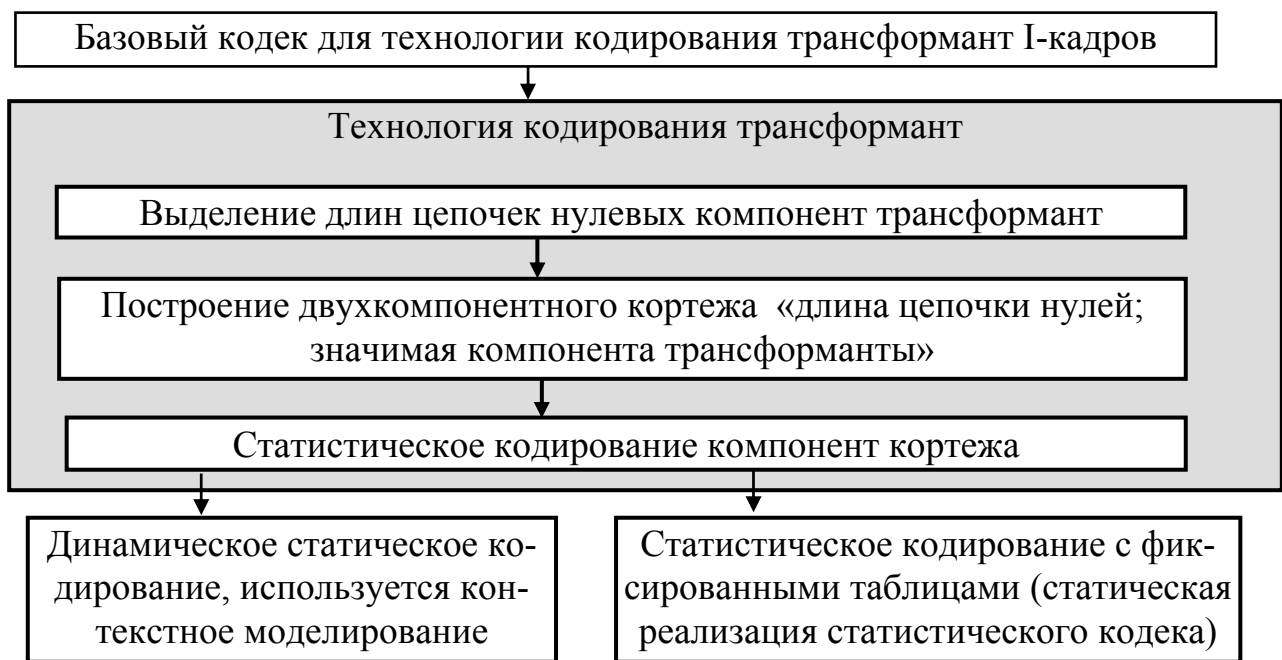 Базовый кодек для технологии кодирования трансформант I-кадров
Технология кодирования трансформант
Выделение длин цепочек нулевых компонент трансформант
Построение двухкомпонентного кортежа «длина цепочки нулей;
значимая компонента трансформанты»
Статистическое кодирование компонент кортежа
Динамическое статическое ко-
дирование, используется кон-
текстное моделирование
Статистическое кодирование с фик-
сированными таблицами (статическая
реализация статистического кодека)